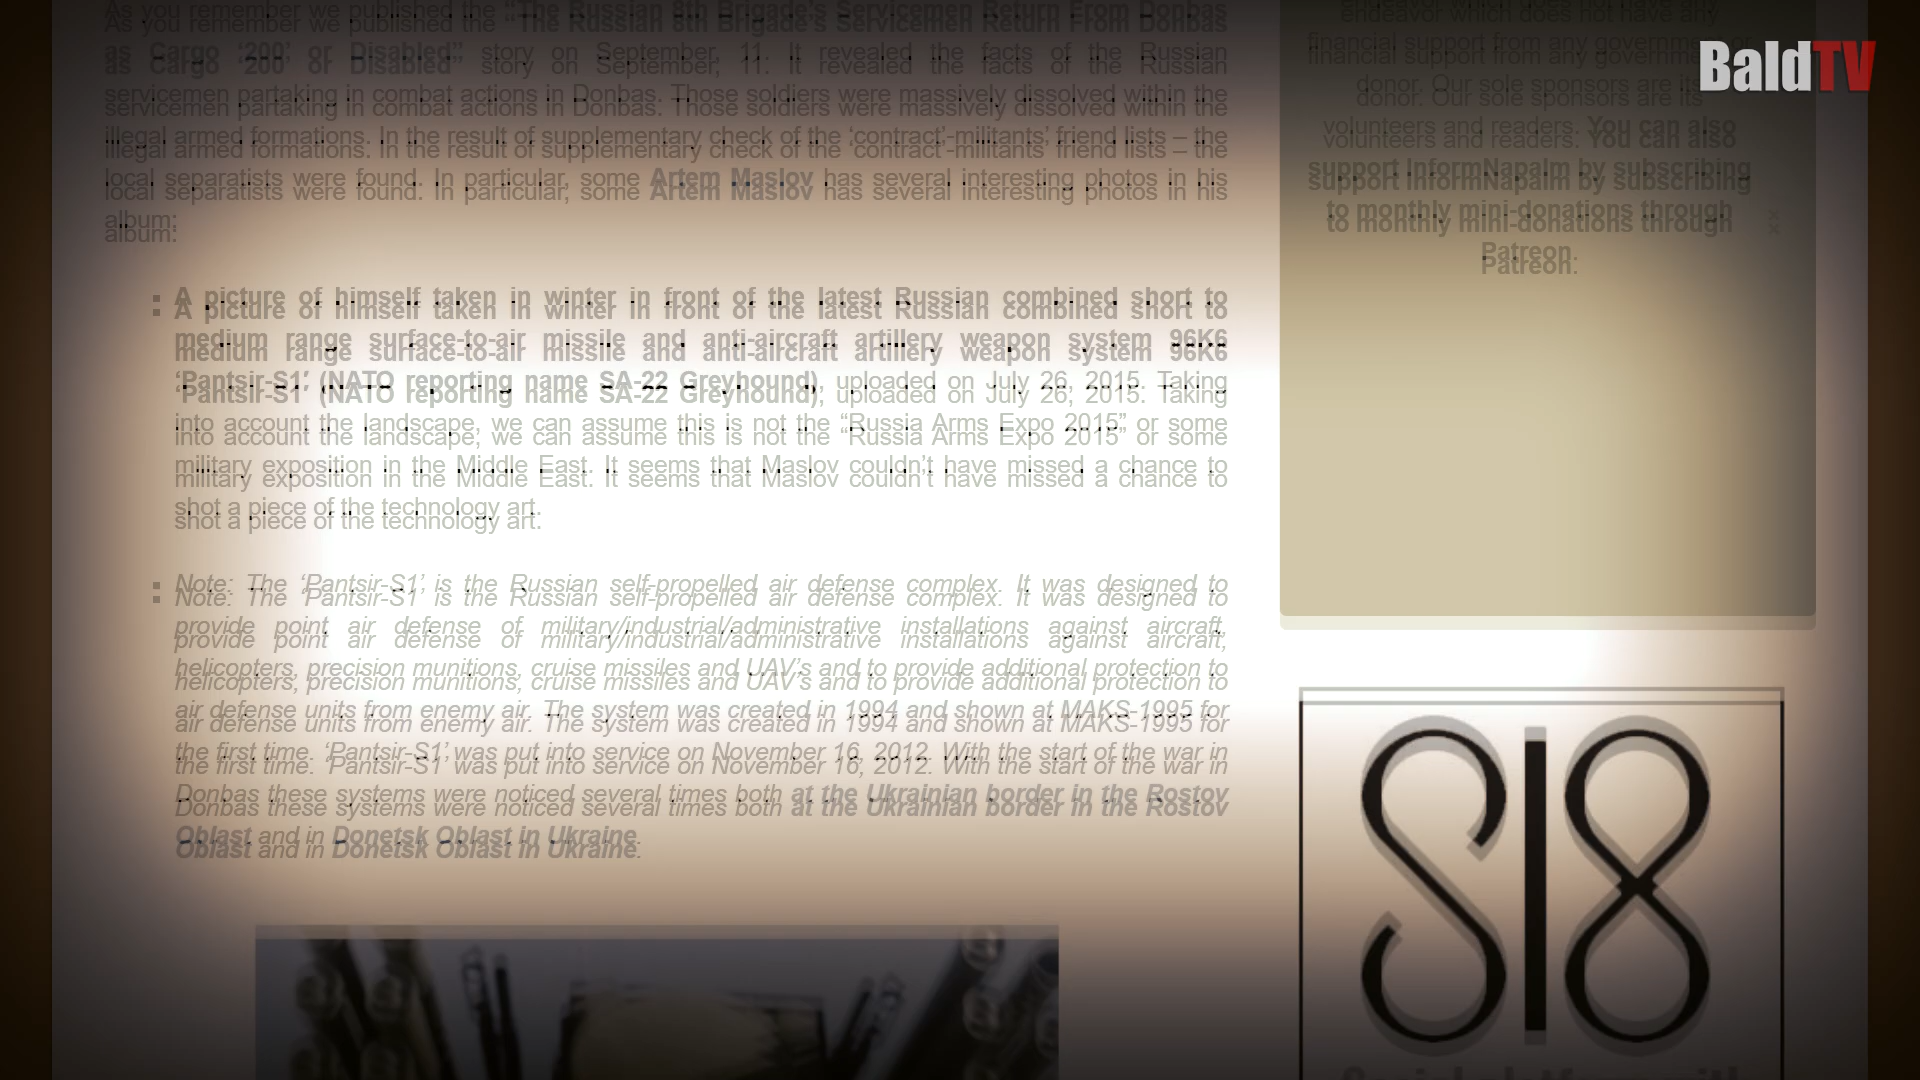 As you remember we published the “The Russian 8th Brigade’s Servicemen Return From Donbas
as Cargo ‘200’ or Disabled” story on September, 11. It revealed the facts of the Russian
servicemen partaking in combat actions in Donbas. Those soldiers were massively dissolved within the
illegal armed formations. In the result of supplementary check of the ‘contract’-militants’ friend lists – the
local separatists were found. In particular, some Artem Maslov has several interesting photos in his
album:
A picture of himself taken in winter in front of the latest Russian combined short to
medium range surface-to-air missile and anti-aircraft artillery weapon system 96K6
‘Pantsir-S1’ (NATO reporting name SA-22 Greyhound), uploaded on July 26, 2015. Taking
into account the landscape, we can assume this is not the “Russia Arms Expo 2015” or some
military exposition in the Middle East. It seems that Maslov couldn’t have missed a chance to
shot a piece of the technology art.
Note: The ‘Pantsir-S1’ is the Russian self-propelled air defense complex. It was designed to
provide point air defense of military/industrial/administrative installations against aircraft,
helicopters, precision munitions, cruise missiles and UAV’s and to provide additional protection to
air defense units from enemy air. The system was created in 1994 and shown at MAKS-1995 for
the first time. ‘Pantsir-S1’ was put into service on November 16, 2012. With the start of the war in
Donbas these systems were noticed several times both at the Ukrainian border in the Rostov
Oblast and in Donetsk Oblast in Ukraine.
endeavor which does not have any
financial support from any government or
donor. Our sole sponsors are its
volunteers and readers. You can also
support InformNapalm by subscribing
to monthly mini-donations through
Patreon.
BaldTV
S18